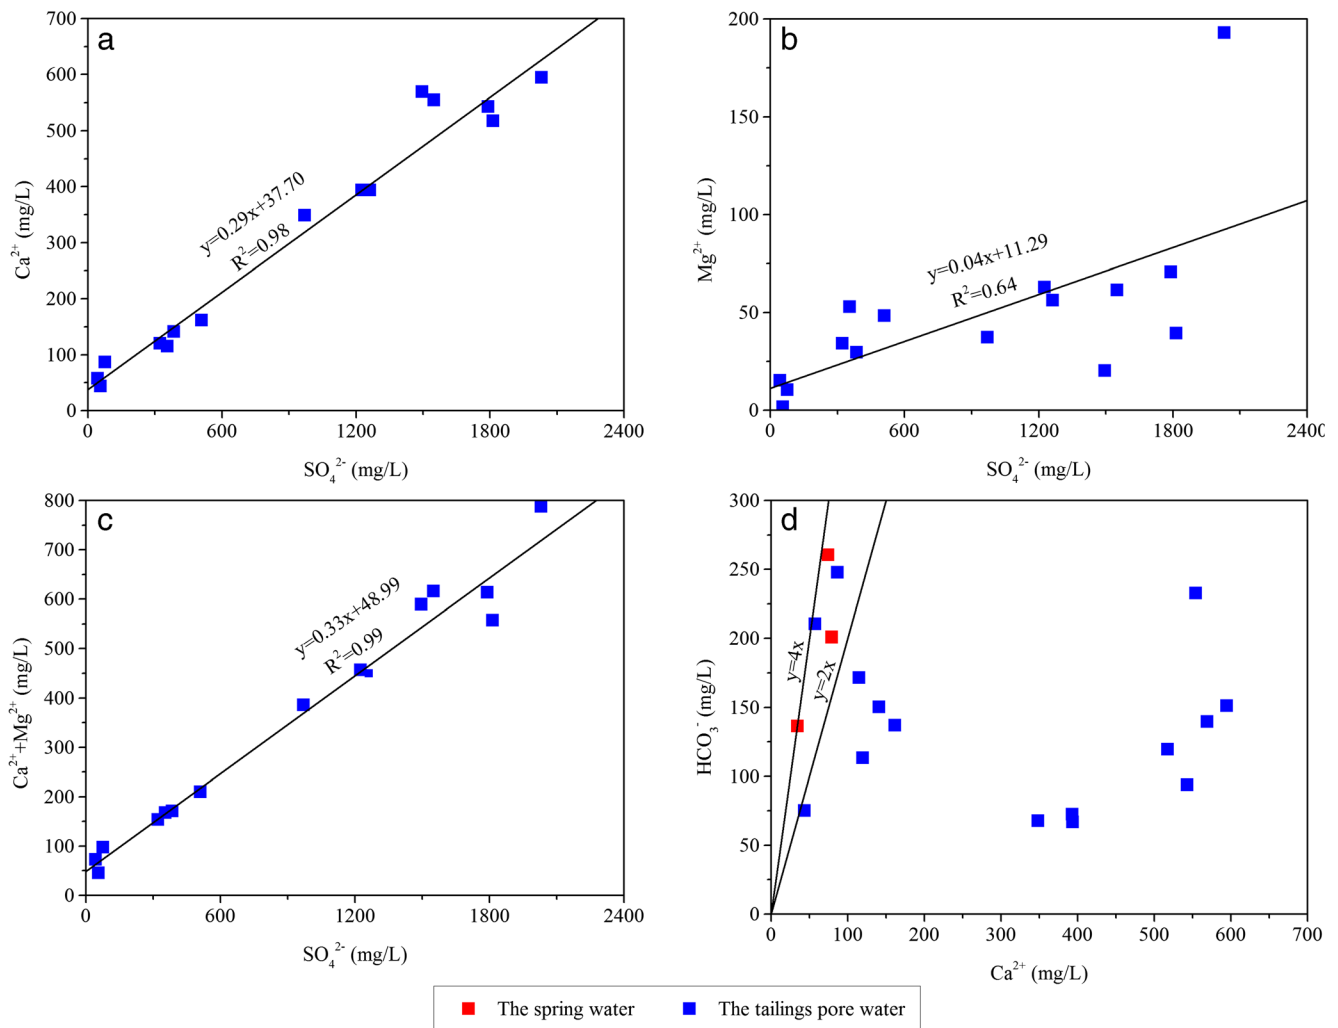 a
700
600
500
400
300
200
100
0
Ca²⁺ (mg/L)
y=0.29x+37.70
R²=0.98
0 600 1200 1800 2400
SO₄²⁻ (mg/L)
b
200
150
100
50
0
Mg²⁺ (mg/L)
y=0.04x+11.29
R²=0.64
0 600 1200 1800 2400
SO₄²⁻ (mg/L)
c
800
700
600
500
400
300
200
100
0
Ca²⁺+Mg²⁺ (mg/L)
y=0.33x+48.99
R²=0.99
0 600 1200 1800 2400
SO₄²⁻ (mg/L)
d
300
250
200
150
100
50
0
HCO₃⁻ (mg/L)
y=4x
y=2x
0 100 200 300 400 500 600 700
Ca²⁺ (mg/L)
The spring water
The tailings pore water